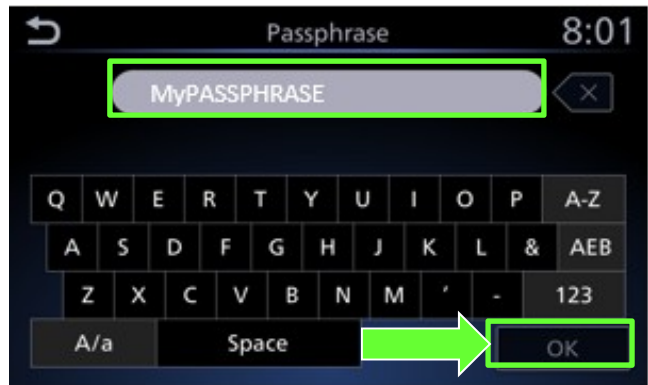 Passphrase 8:01
MyPASSPHRASE
Q W E R T Y U I O P A-Z
A S D F G H J K L & AEB
Z X C V B N M ' - 123
A/a Space OK